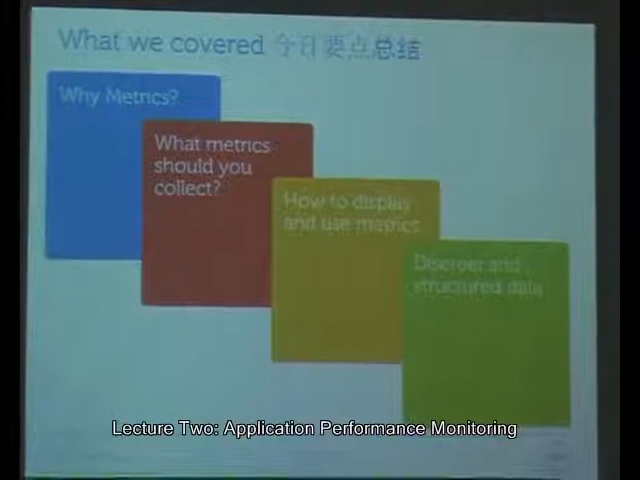 What we covered 今日要点总结
Why Metrics?
What metrics
should you
collect?
How to display
and use metrics
Discreet and
structured data
Lecture Two: Application Performance Monitoring